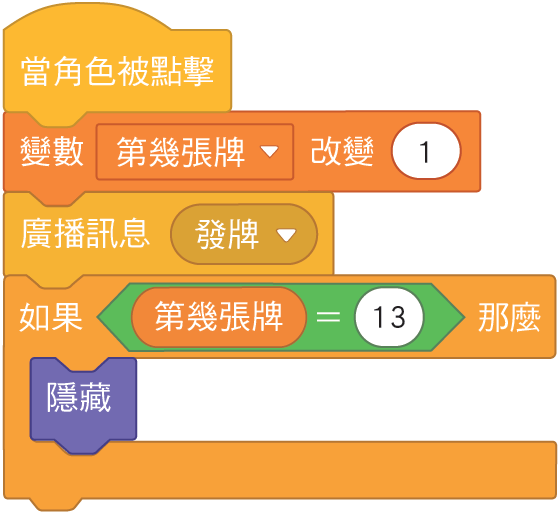 當角色被點擊
變數 第幾張牌 改變 1
廣播訊息 發牌
如果 第幾張牌 = 13 那麼
隱藏